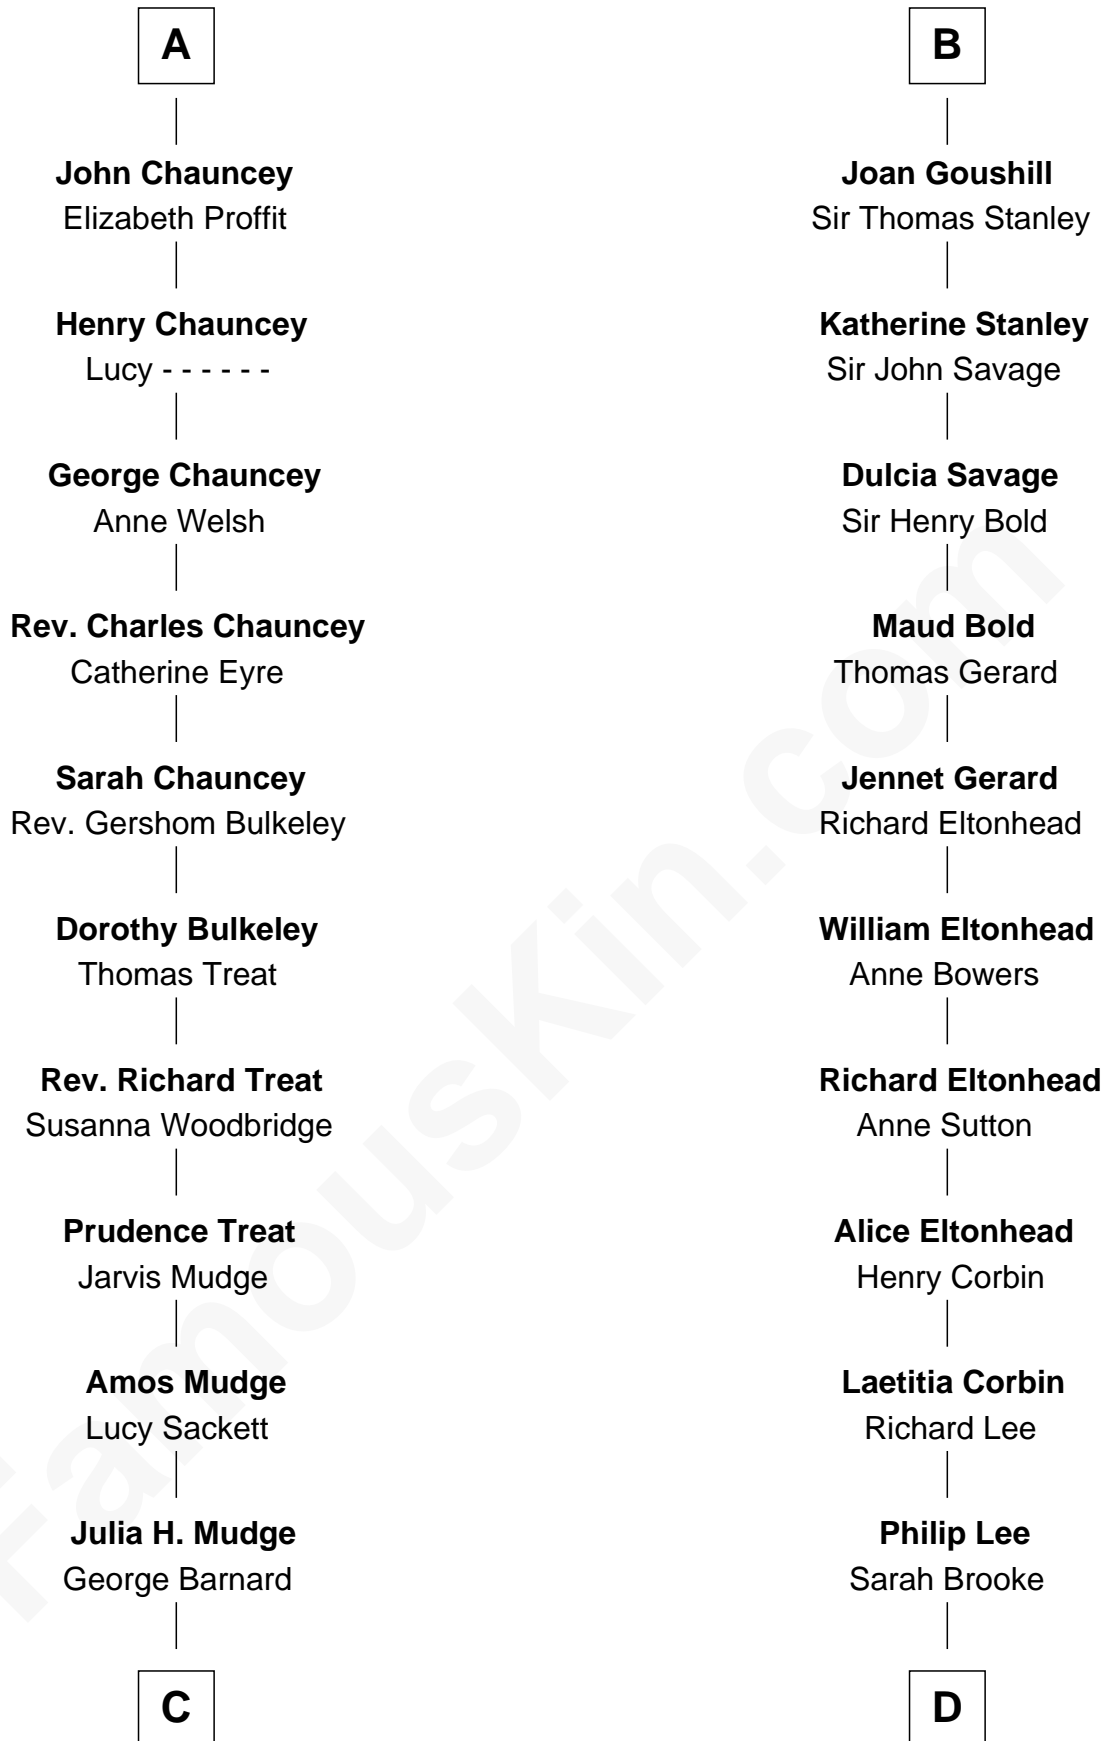 A
John Chauncey
Elizabeth Proffit
Henry Chauncey
Lucy - - - - - -
George Chauncey
Anne Welsh
Rev. Charles Chauncey
Catherine Eyre
Sarah Chauncey
Rev. Gershom Bulkeley
Dorothy Bulkeley
Thomas Treat
Rev. Richard Treat
Susanna Woodbridge
Prudence Treat
Jarvis Mudge
Amos Mudge
Lucy Sackett
Julia H. Mudge
George Barnard
C
B
Joan Goushill
Sir Thomas Stanley
Katherine Stanley
Sir John Savage
Dulcia Savage
Sir Henry Bold
Maud Bold
Thomas Gerard
Jennet Gerard
Richard Eltonhead
William Eltonhead
Anne Bowers
Richard Eltonhead
Anne Sutton
Alice Eltonhead
Henry Corbin
Laetitia Corbin
Richard Lee
Philip Lee
Sarah Brooke
D
FamousKin.com